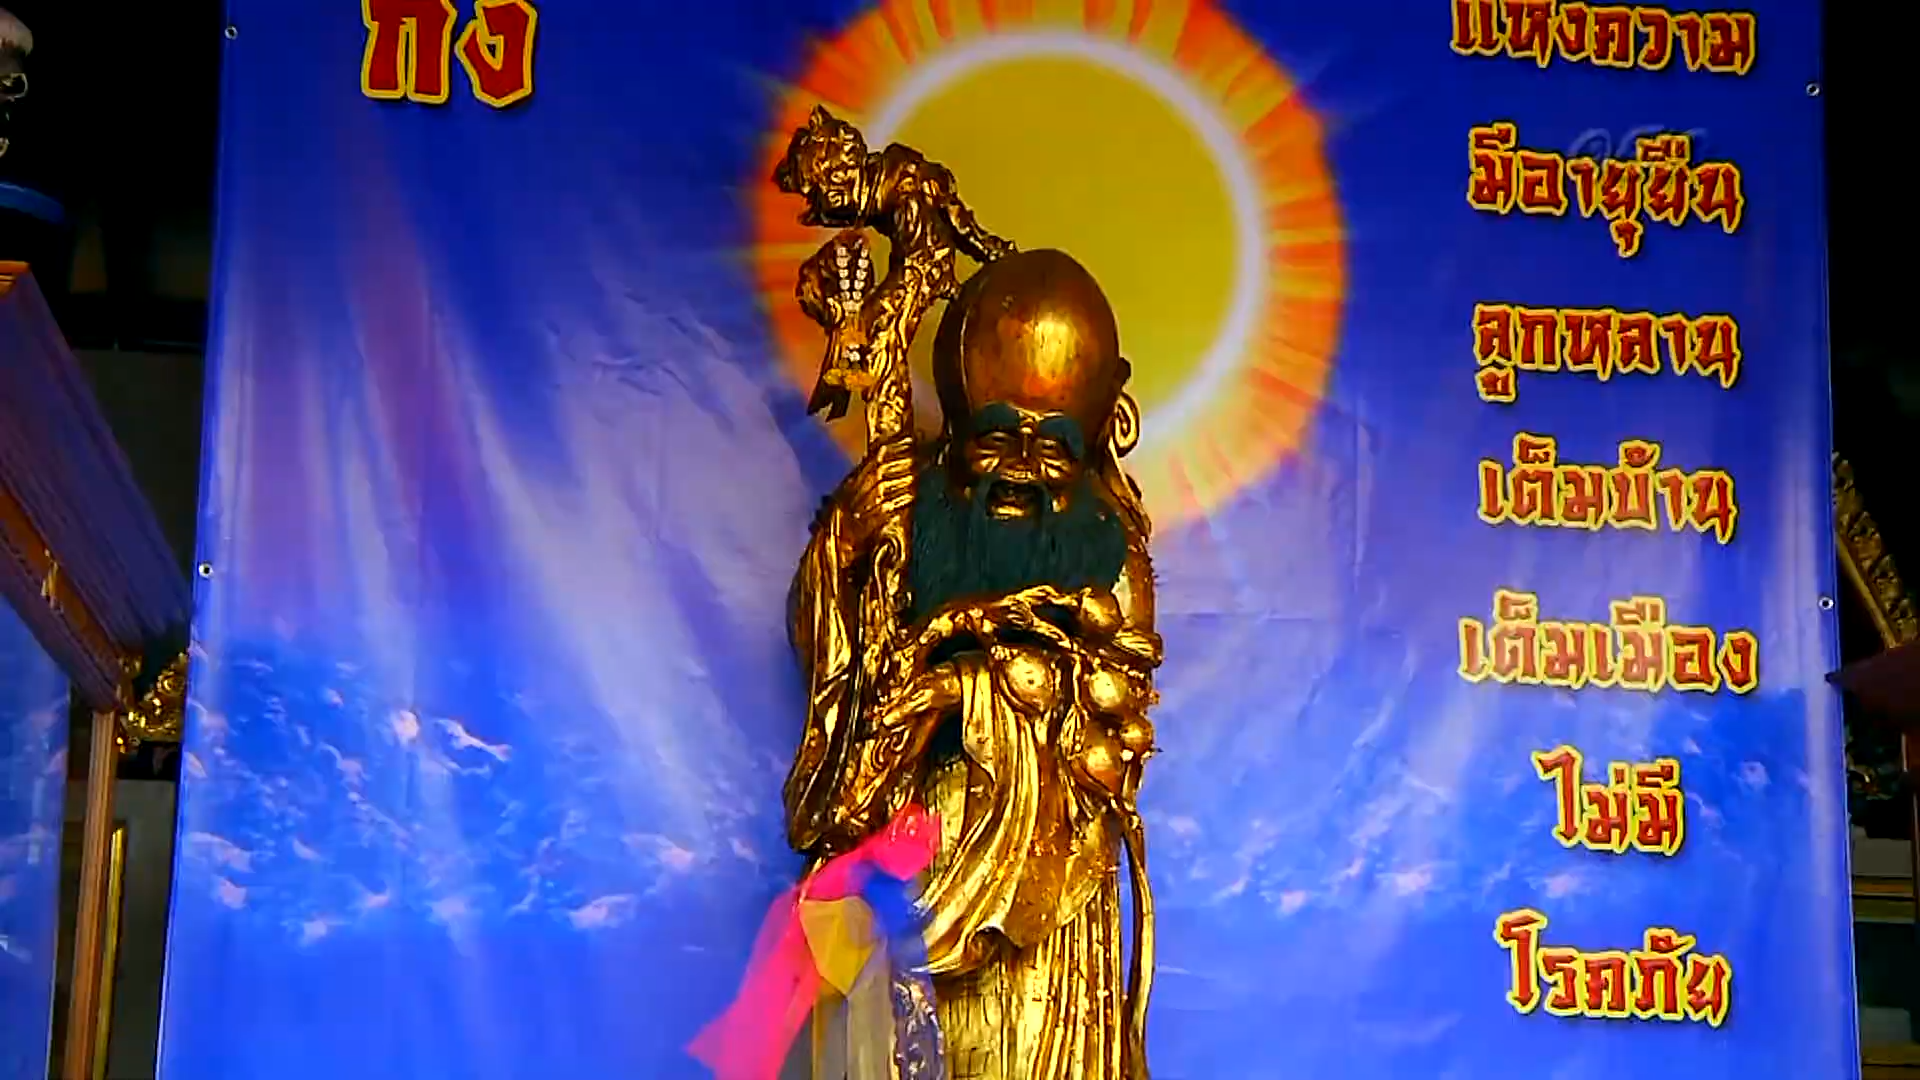 กง
แห่งความ
มีอายุยืน
ลูกหลาน
เต็มบ้าน
เต็มเมือง
ไม่มี
โรคภัย